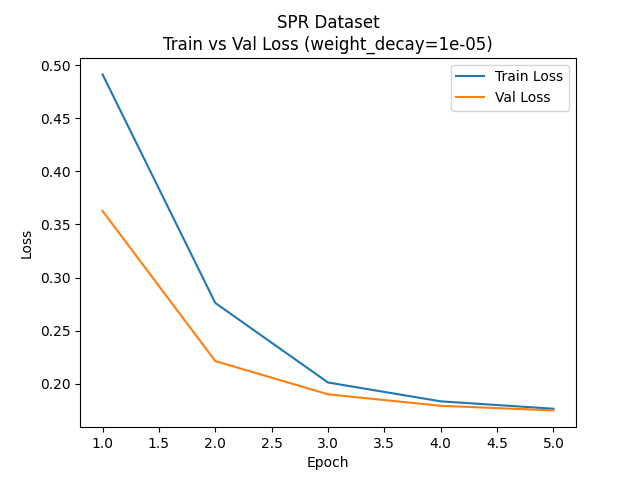 SPR Dataset
Train vs Val Loss (weight_decay=1e-05)
Train Loss
Val Loss
Loss
0.50
0.45
0.40
0.35
0.30
0.25
0.20
1.0 1.5 2.0 2.5 3.0 3.5 4.0 4.5 5.0
Epoch